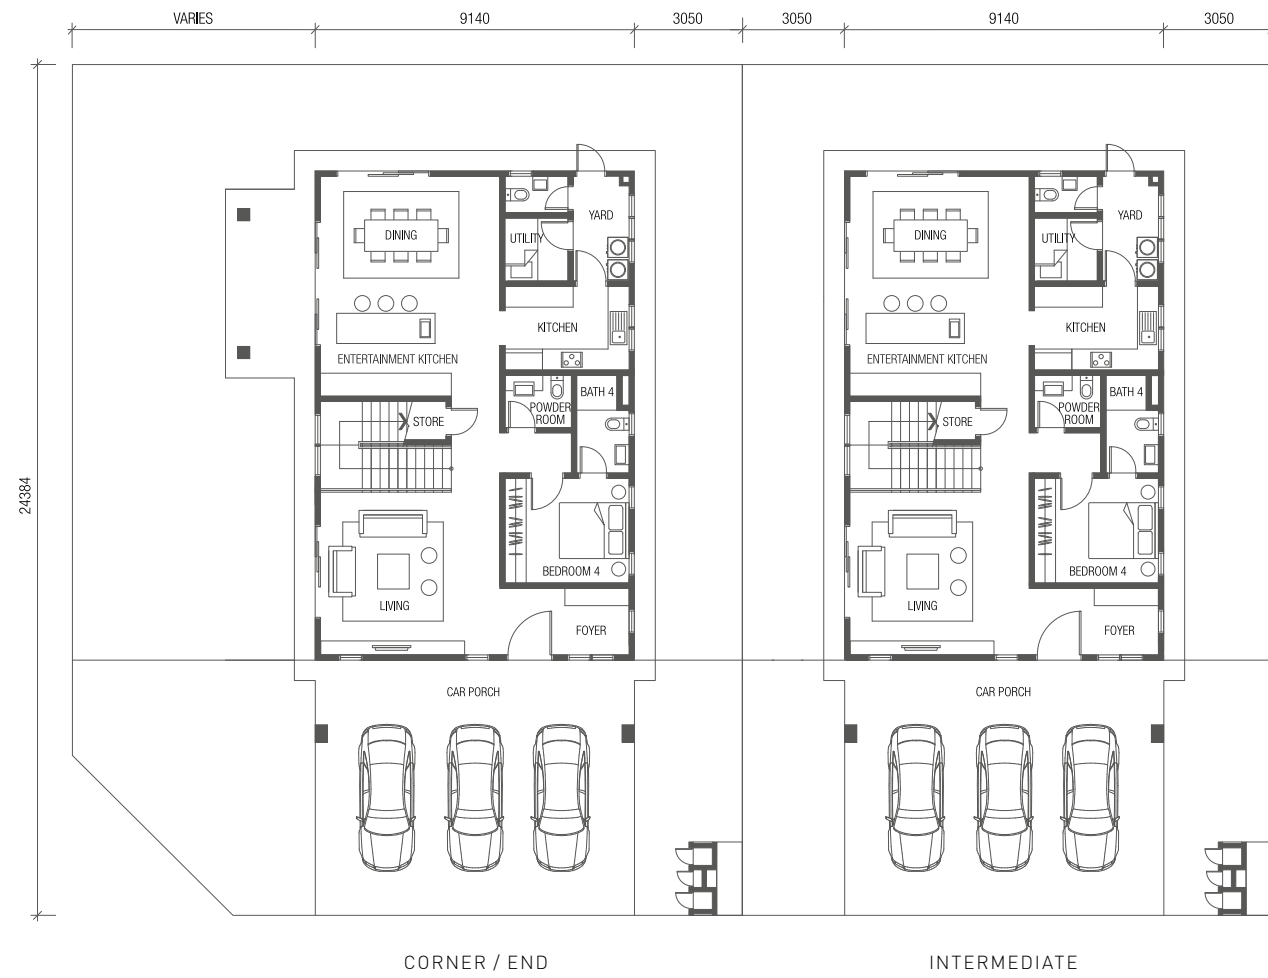 VARIES
9140
3050
3050
9140
3050
24384
DINING
UTILITY
YARD
KITCHEN
ENTERTAINMENT KITCHEN
POWDER
ROOM
BATH 4
STORE
BEDROOM 4
LIVING
FOYER
CAR PORCH
CORNER / END
DINING
UTILITY
YARD
KITCHEN
ENTERTAINMENT KITCHEN
POWDER
ROOM
BATH 4
STORE
BEDROOM 4
LIVING
FOYER
CAR PORCH
INTERMEDIATE